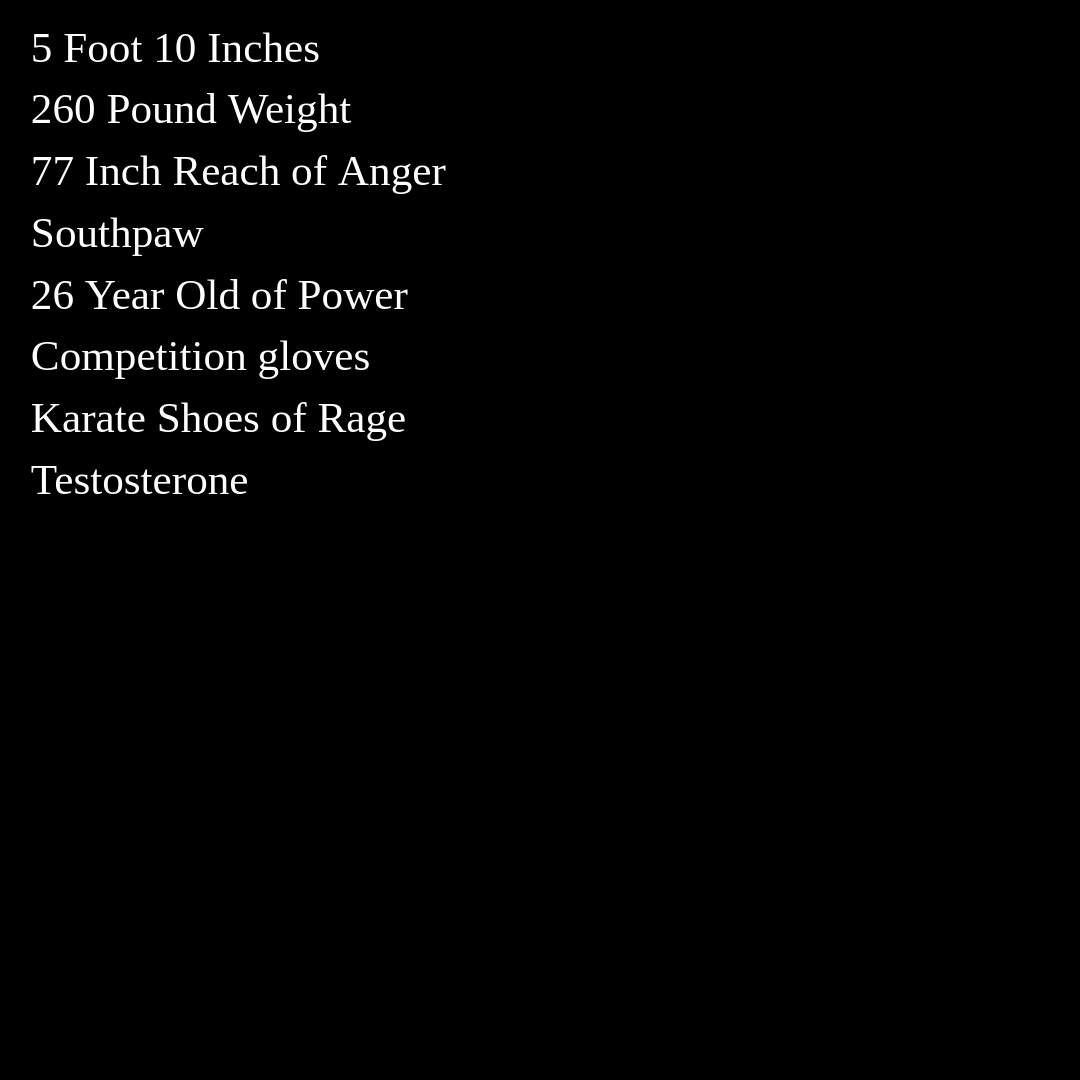 5 Foot 10 Inches
260 Pound Weight
77 Inch Reach of Anger
Southpaw
26 Year Old of Power
Competition gloves
Karate Shoes of Rage
Testosterone